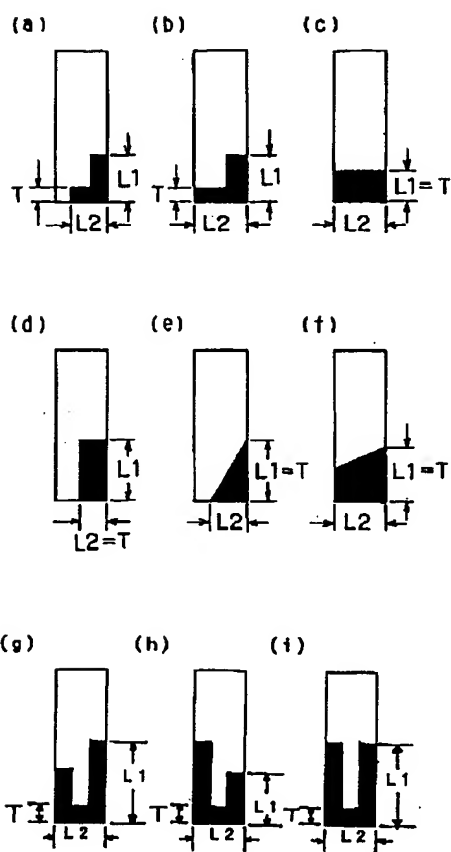 (a) (b) (c)
T L1 T L1 L1=T
L2 L2 L2
(d) (e) (f)
L1 L1=T L1=T
L2=T L2 L2
(g) (h) (i)
L1 L1 L1
T T T
L2 L2 L2